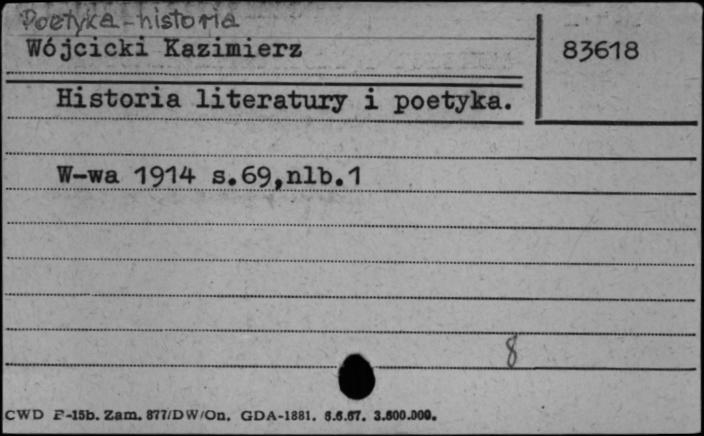 Poetyka - historia
Wójcicki Kazimierz
83618
Historia literatury i poetyka.
W-wa 1914 s.69,nlb.1
8
CWD P-15b. Zam. 877/DW/On. GDA-1881. 6.6.67. 3.600.000.